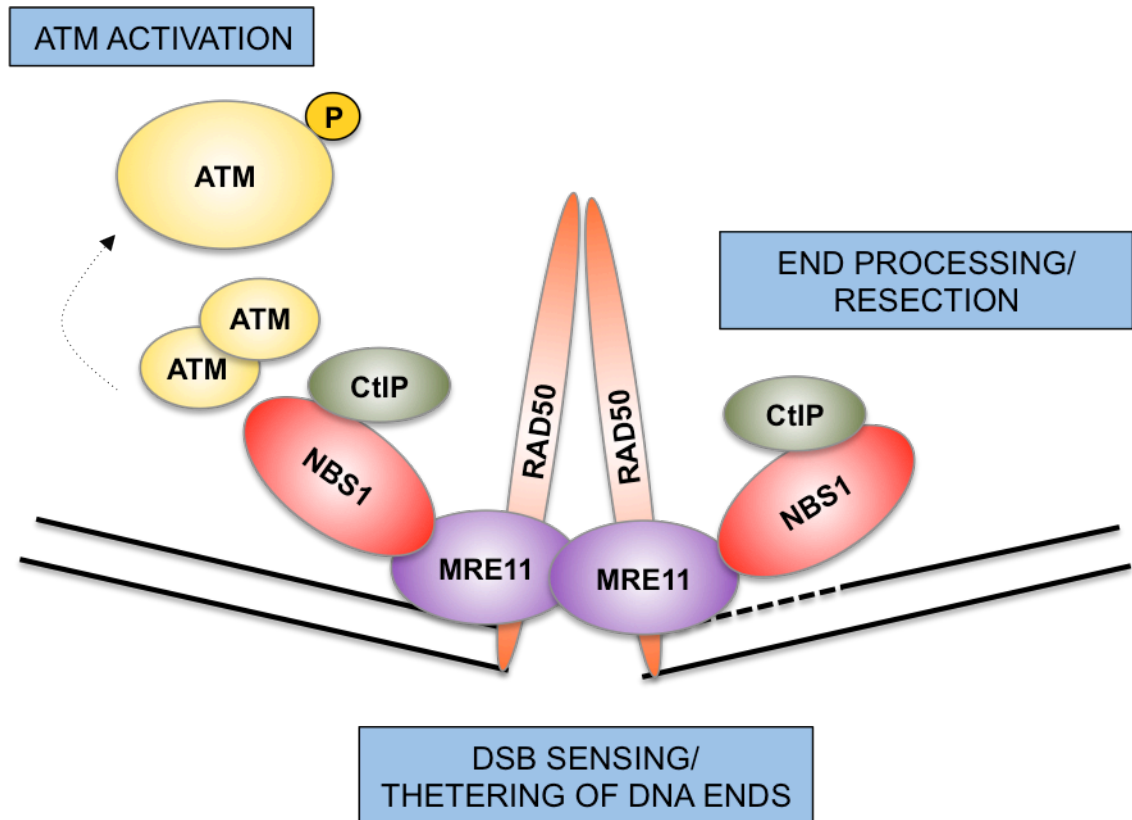 ATM ACTIVATION
P
ATM
ATM
ATM
CtIP
NBS1
RAD50
RAD50
END PROCESSING/
RESECTION
CtIP
NBS1
MRE11
MRE11
DSB SENSING/
THETERING OF DNA ENDS